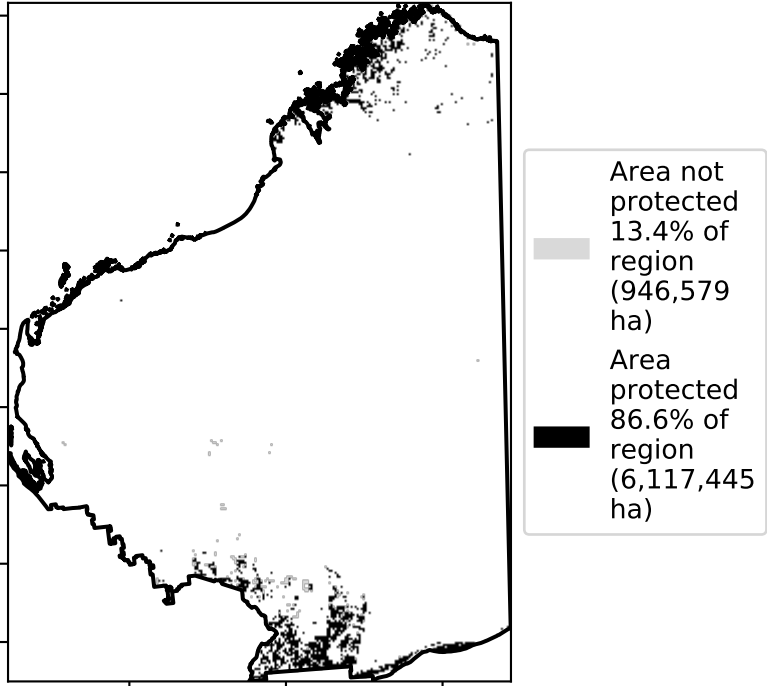 Area not
protected
13.4% of
region
(946,579
ha)
Area
protected
86.6% of
region
(6,117,445
ha)